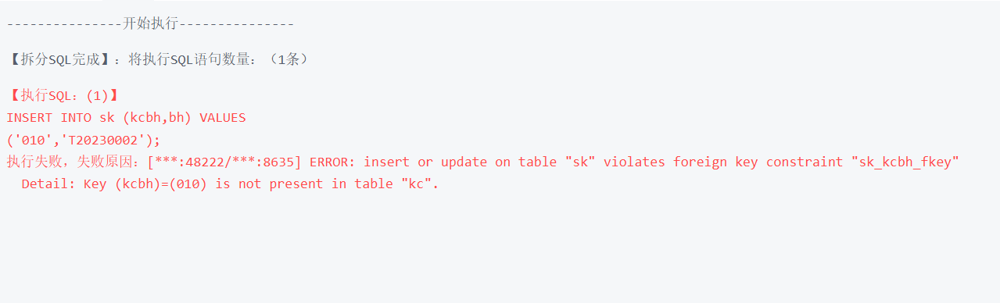 ---------------开始执行---------------
【拆分SQL完成】：将执行SQL语句数量：（1条）
【执行SQL：(1)】
INSERT INTO sk (kcbh,bh) VALUES
('010','T20230002');
执行失败，失败原因：[***:48222/***:8635] ERROR: insert or update on table "sk" violates foreign key constraint "sk_kcbh_fkey"
  Detail: Key (kcbh)=(010) is not present in table "kc".